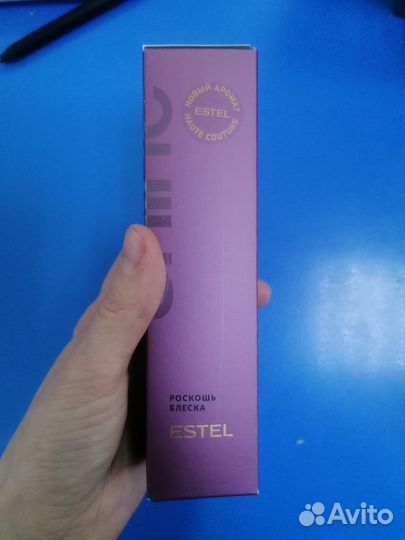 НОВЫЙ АРОМАТ
ESTEL
HAUTE COUTURE
РОСКОШЬ
БЛЕСКА
ESTEL
Avito